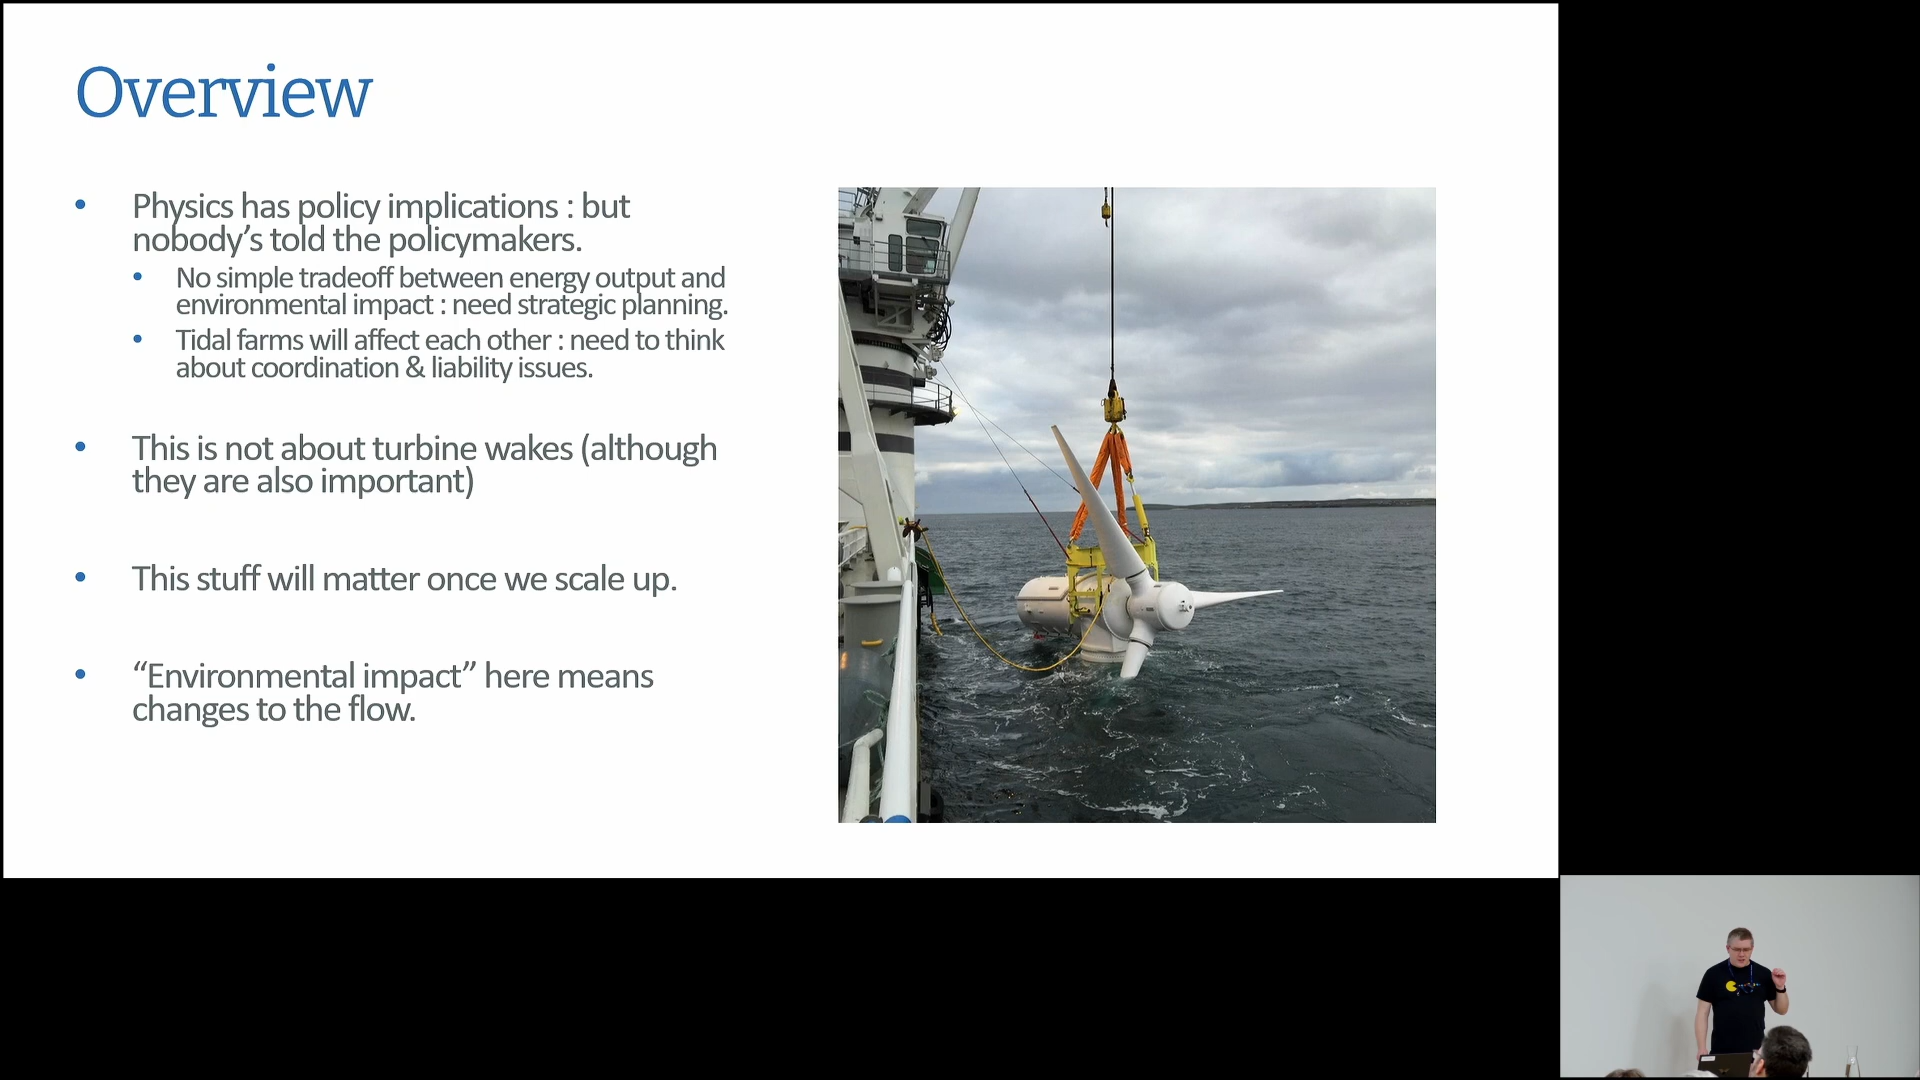 Overview
• Physics has policy implications : but
nobody’s told the policymakers.
• No simple tradeoff between energy output and
environmental impact : need strategic planning.
• Tidal farms will affect each other : need to think
about coordination & liability issues.
• This is not about turbine wakes (although
they are also important)
• This stuff will matter once we scale up.
• “Environmental impact” here means
changes to the flow.